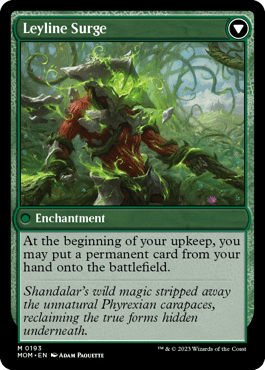 Leyline Surge
Enchantment
At the beginning of your upkeep, you
may put a permanent card from your
hand onto the battlefield.
Shandalar's wild magic stripped away
the unnatural Phyrexian carapaces,
reclaiming the true forms hidden
underneath.
M 0193
MOM • EN Adam Paquette
™ & © 2023 Wizards of the Coast